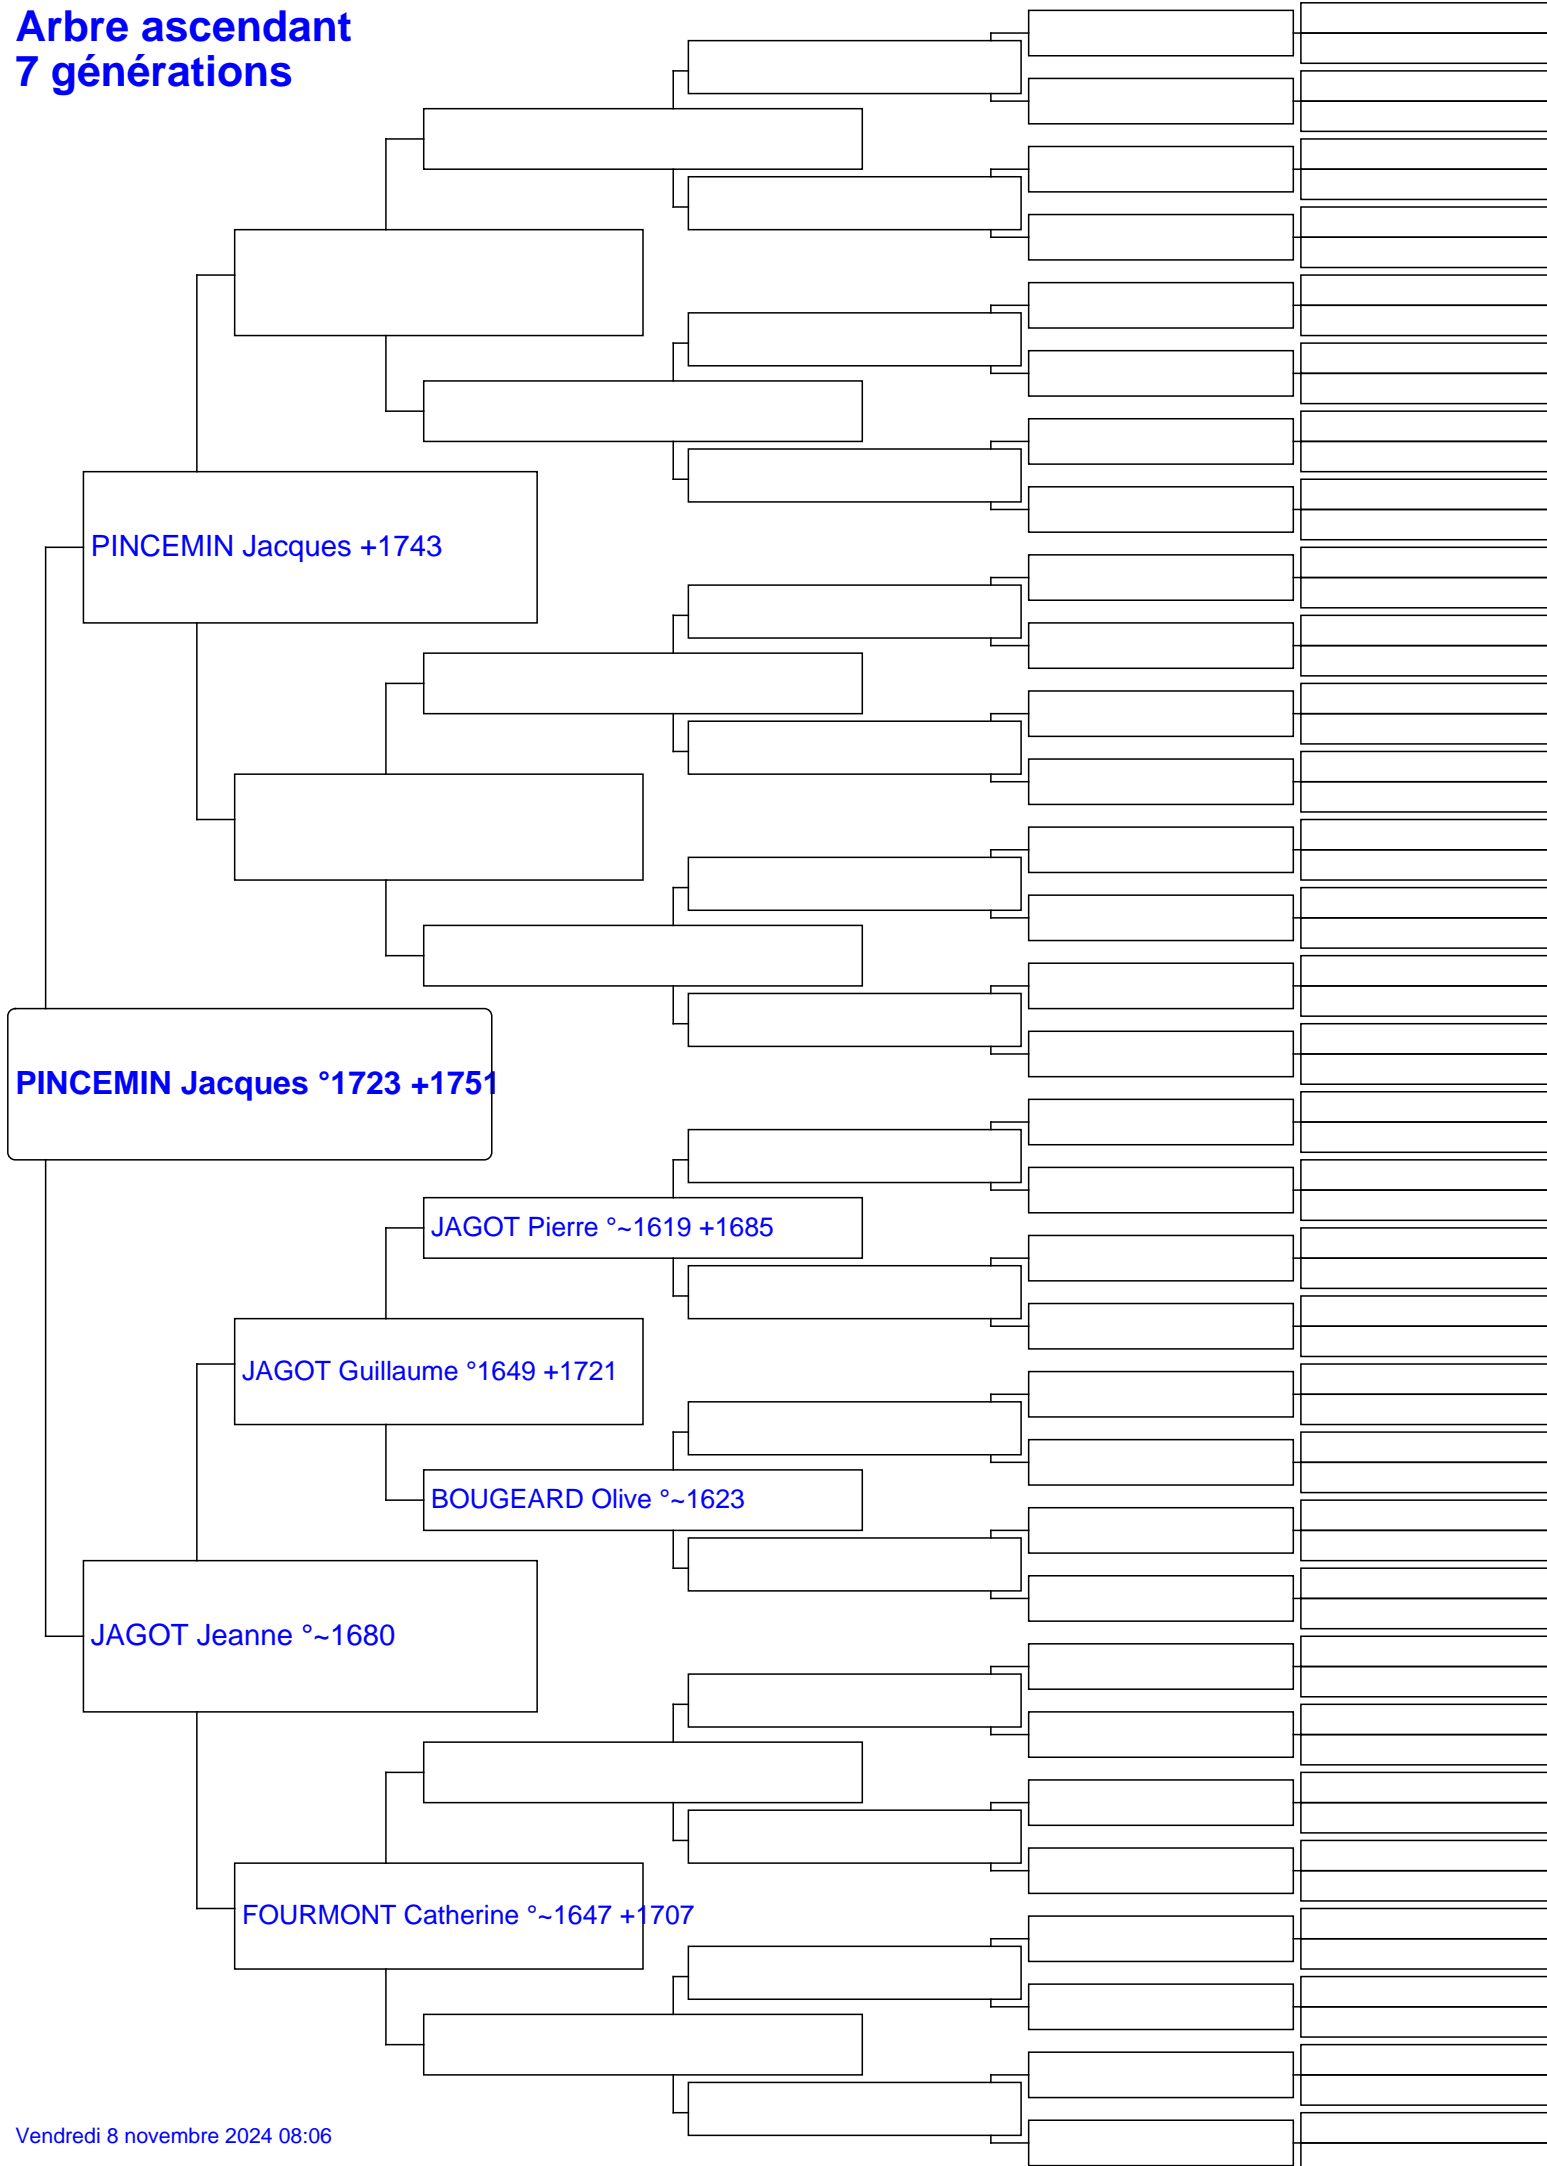 Arbre ascendant
7 générations
PINCEMIN Jacques +1743
PINCEMIN Jacques °1723 +1751
JAGOT Pierre °~1619 +1685
JAGOT Guillaume °1649 +1721
BOUGEARD Olive °~1623
JAGOT Jeanne °~1680
FOURMONT Catherine °~1647 +1707
Vendredi 8 novembre 2024 08:06